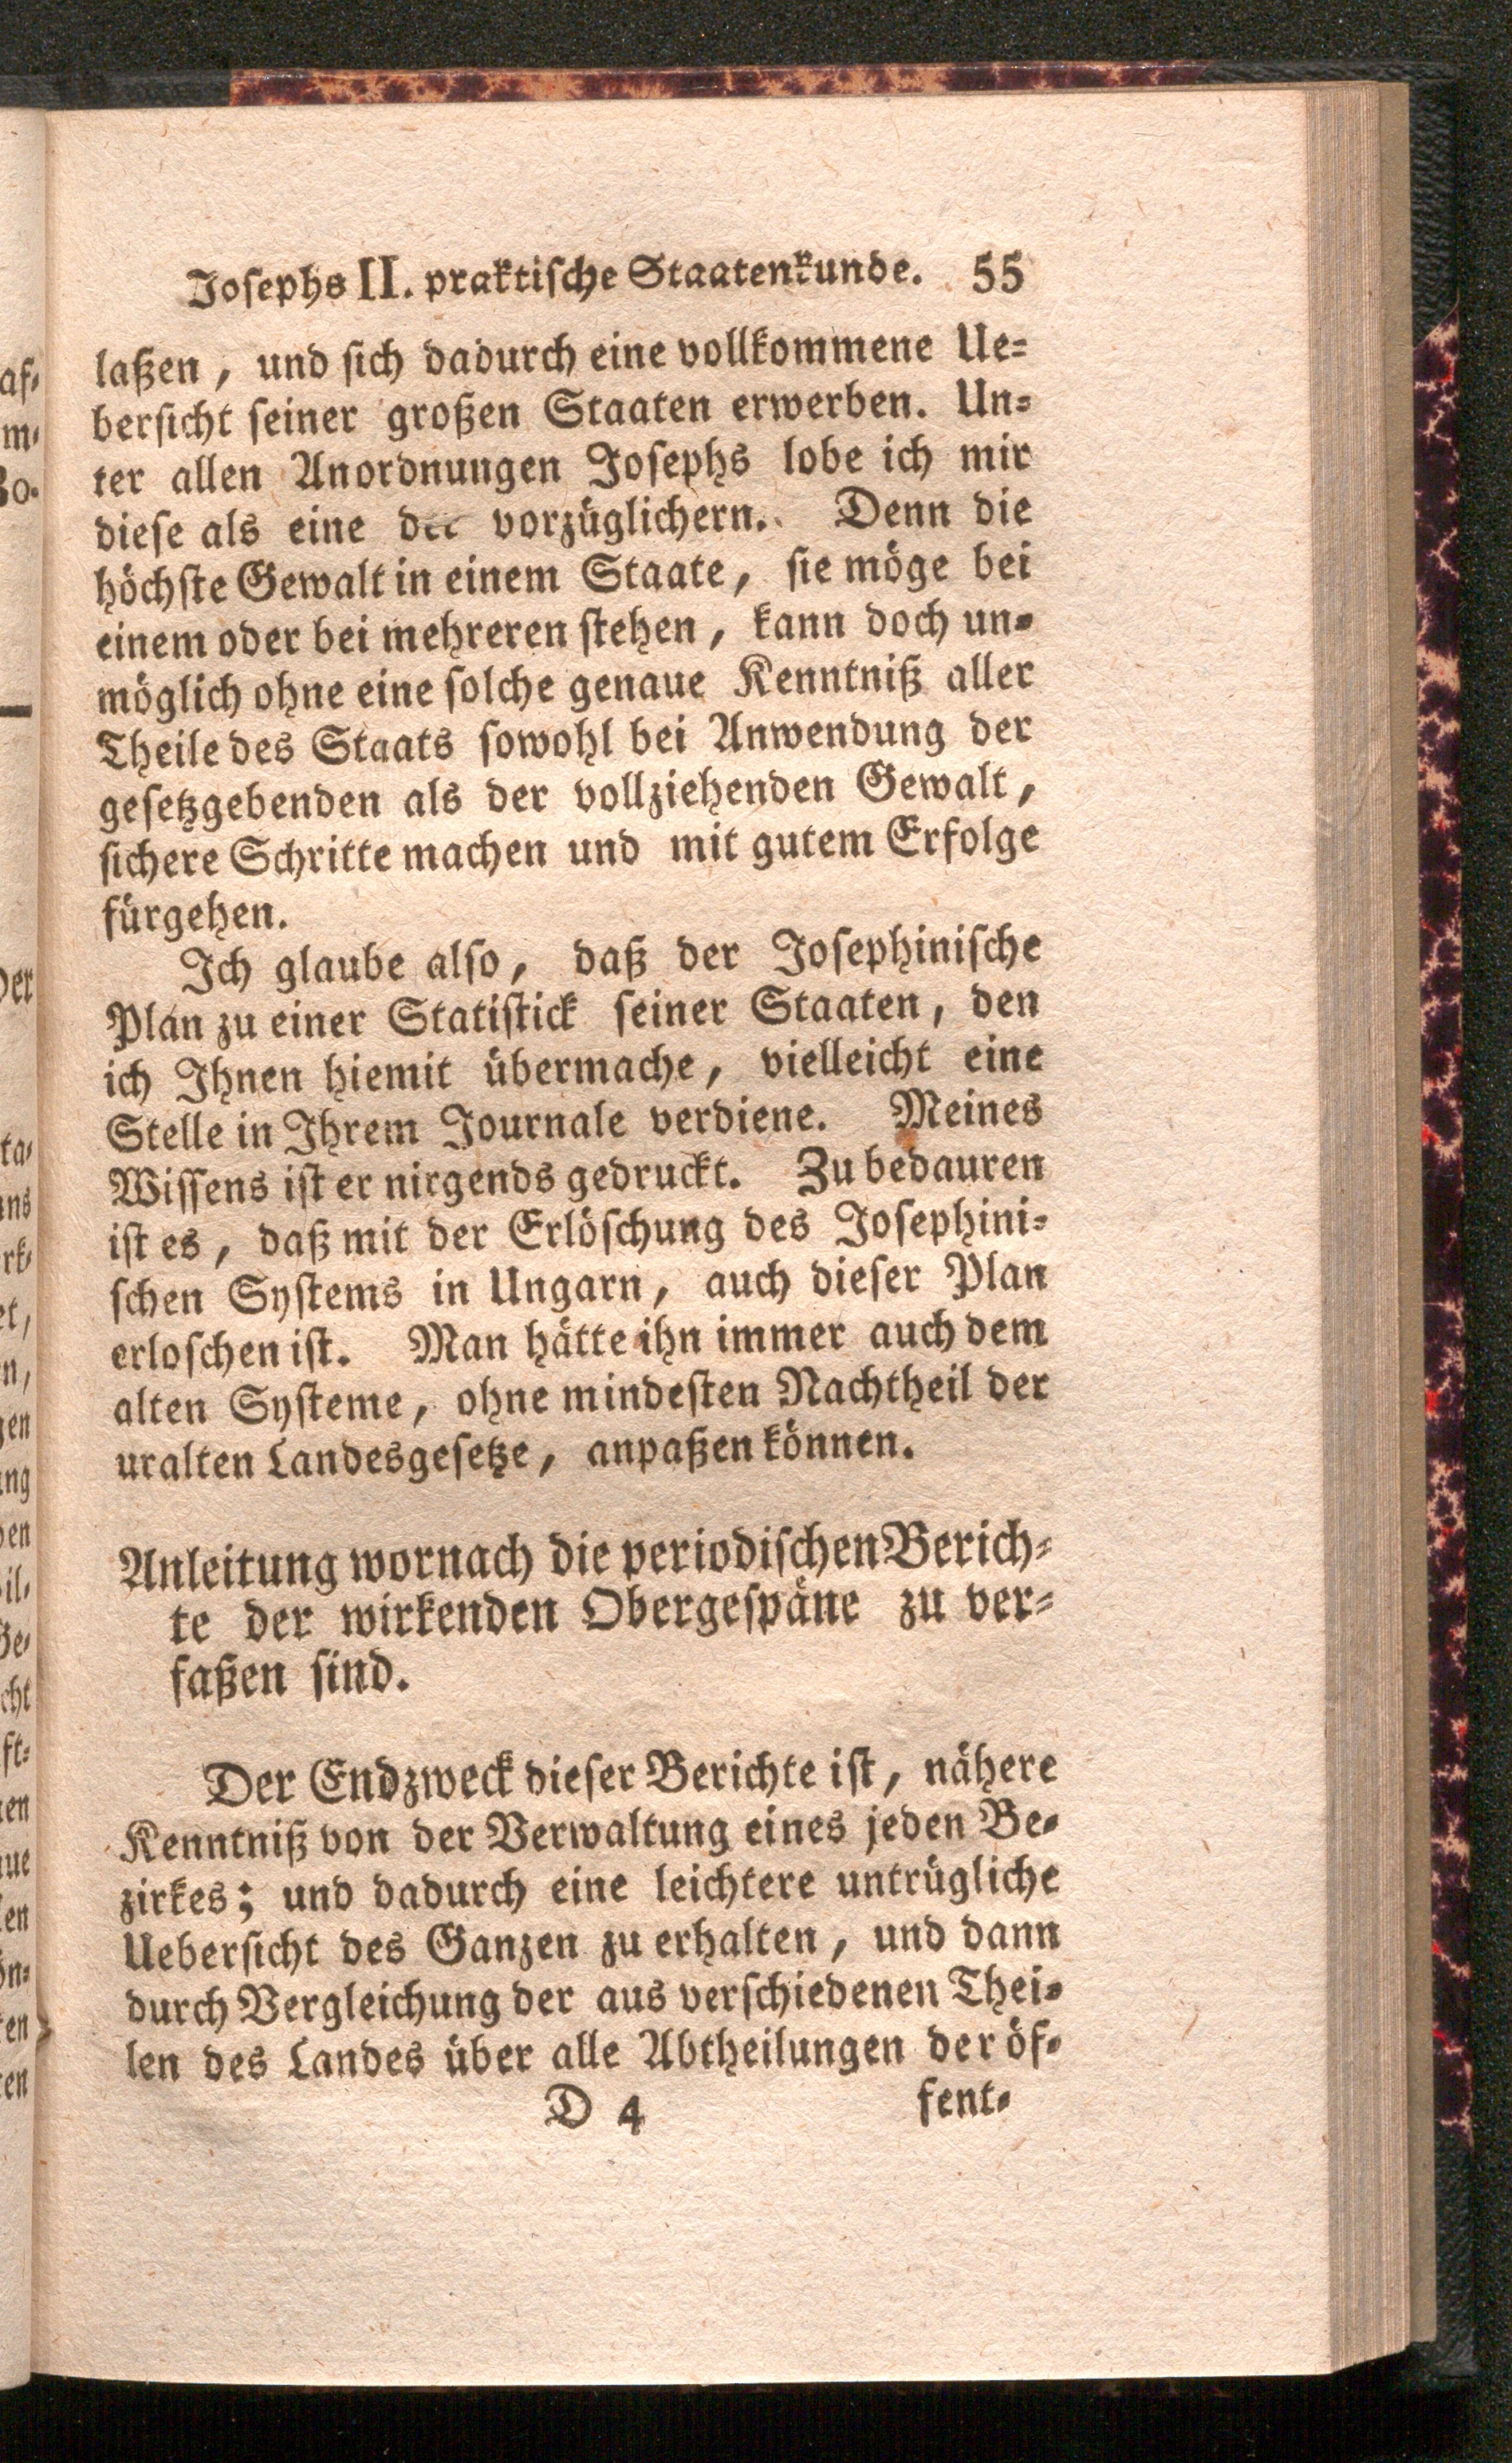 Josephs II. praktische Staatenkunde. 55
laßen, und sich dadurch eine vollkommene Ue-
bersicht seiner großen Staaten erwerben. Un-
ter allen Anordnungen Josephs lobe ich mir
diese als eine der vorzüglichern. Denn die
höchste Gewalt in einem Staate, sie möge bei
einem oder bei mehreren stehen, kann doch un-
möglich ohne eine solche genaue Kenntniß aller
Theile des Staats sowohl bei Anwendung der
gesetzgebenden als der vollziehenden Gewalt,
sichere Schritte machen und mit gutem Erfolge
fürgehen.
Ich glaube also, daß der Josephinische
Plan zu einer Statistick seiner Staaten, den
ich Ihnen hiemit übermache, vielleicht eine
Stelle in Ihrem Journale verdiene. Meines
Wissens ist er nirgends gedruckt. Zu bedauren
ist es, daß mit der Erlöschung des Josephini-
schen Systems in Ungarn, auch dieser Plan
erloschen ist. Man hätte ihn immer auch dem
alten Systeme, ohne mindesten Nachtheil der
uralten Landesgesetze, anpaßen können.
Anleitung wornach die periodischen Berich-
te der wirkenden Obergespäne zu ver-
faßen sind.
Der Endzweck dieser Berichte ist, nähere
Kenntniß von der Verwaltung eines jeden Be-
zirkes; und dadurch eine leichtere untrügliche
Uebersicht des Ganzen zu erhalten, und dann
durch Vergleichung der aus verschiedenen Thei-
len des Landes über alle Abtheilungen der öf-
D 4 fent-